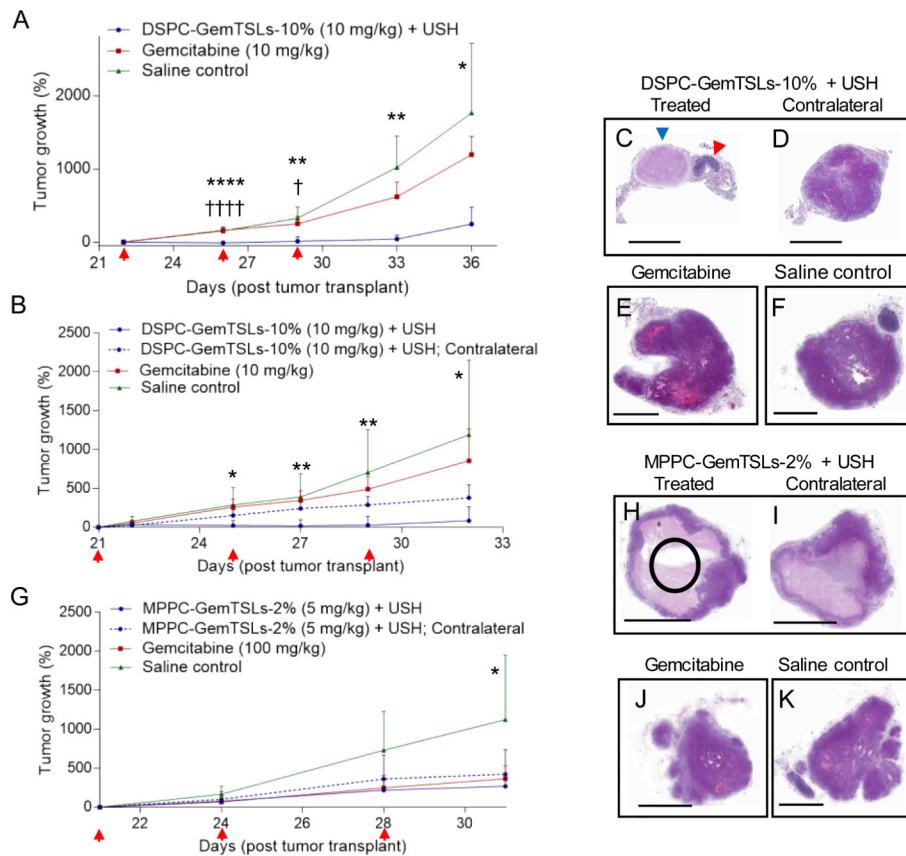 A
DSPC-GemTSLs-10% (10 mg/kg) + USH
Gemcitabine (10 mg/kg)
Saline control
Tumor growth (%)
2000
1000
0
*
**
**
****
†
††††
21 24 27 30 33 36
Days (post tumor transplant)
B
DSPC-GemTSLs-10% (10 mg/kg) + USH
DSPC-GemTSLs-10% (10 mg/kg) + USH; Contralateral
Gemcitabine (10 mg/kg)
Saline control
Tumor growth (%)
2500
2000
1500
1000
500
0
*
**
**
*
21 23 25 27 29 31 33
Days (post tumor transplant)
G
MPPC-GemTSLs-2% (5 mg/kg) + USH
MPPC-GemTSLs-2% (5 mg/kg) + USH; Contralateral
Gemcitabine (100 mg/kg)
Saline control
Tumor growth (%)
2500
2000
1500
1000
500
0
*
22 24 26 28 30
Days (post tumor transplant)
DSPC-GemTSLs-10% + USH
Treated Contralateral
C D
Gemcitabine Saline control
E F
MPPC-GemTSLs-2% + USH
Treated Contralateral
H I
Gemcitabine Saline control
J K